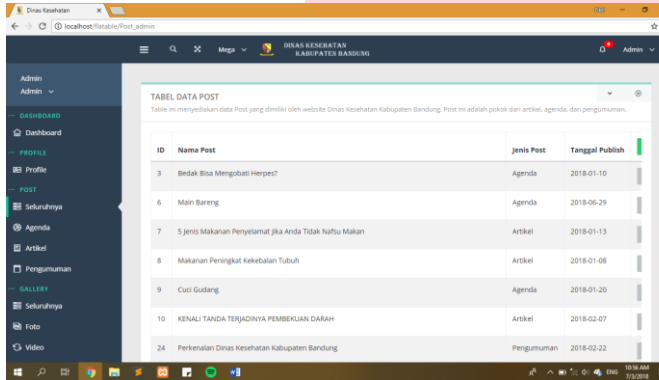 Dinas Kesehatan
localhost/flatable/Post_admin
Mega
DINAS KESEHATAN
KABUPATEN BANDUNG
Admin
Admin
Admin
DASHBOARD
Dashboard
PROFILE
Profile
POST
Seluruhnya
Agenda
Artikel
Pengumuman
GALLERY
Seluruhnya
Foto
Video
TABEL DATA POST
Table ini menyediakan data Post yang dimiliki oleh website Dinas Kesehatan Kabupaten Bandung. Post ini adalah pokok dari artikel, agenda, dan pengumuman.
ID Nama Post Jenis Post Tanggal Publish
3 Bedak Bisa Mengobati Herpes? Agenda 2018-01-10
6 Main Bareng Agenda 2018-06-29
7 5 Jenis Makanan Penyelamat Jika Anda Tidak Nafsu Makan Artikel 2018-01-13
8 Makanan Peningkat Kekebalan Tubuh Artikel 2018-01-08
9 Cuci Gudang Agenda 2018-01-20
10 KENALI TANDA TERJADINYA PEMBEKUAN DARAH Artikel 2018-02-07
24 Perkenalan Dinas Kesehatan Kabupaten Bandung Pengumuman 2018-02-22
ENG
10:56 AM
7/3/2018